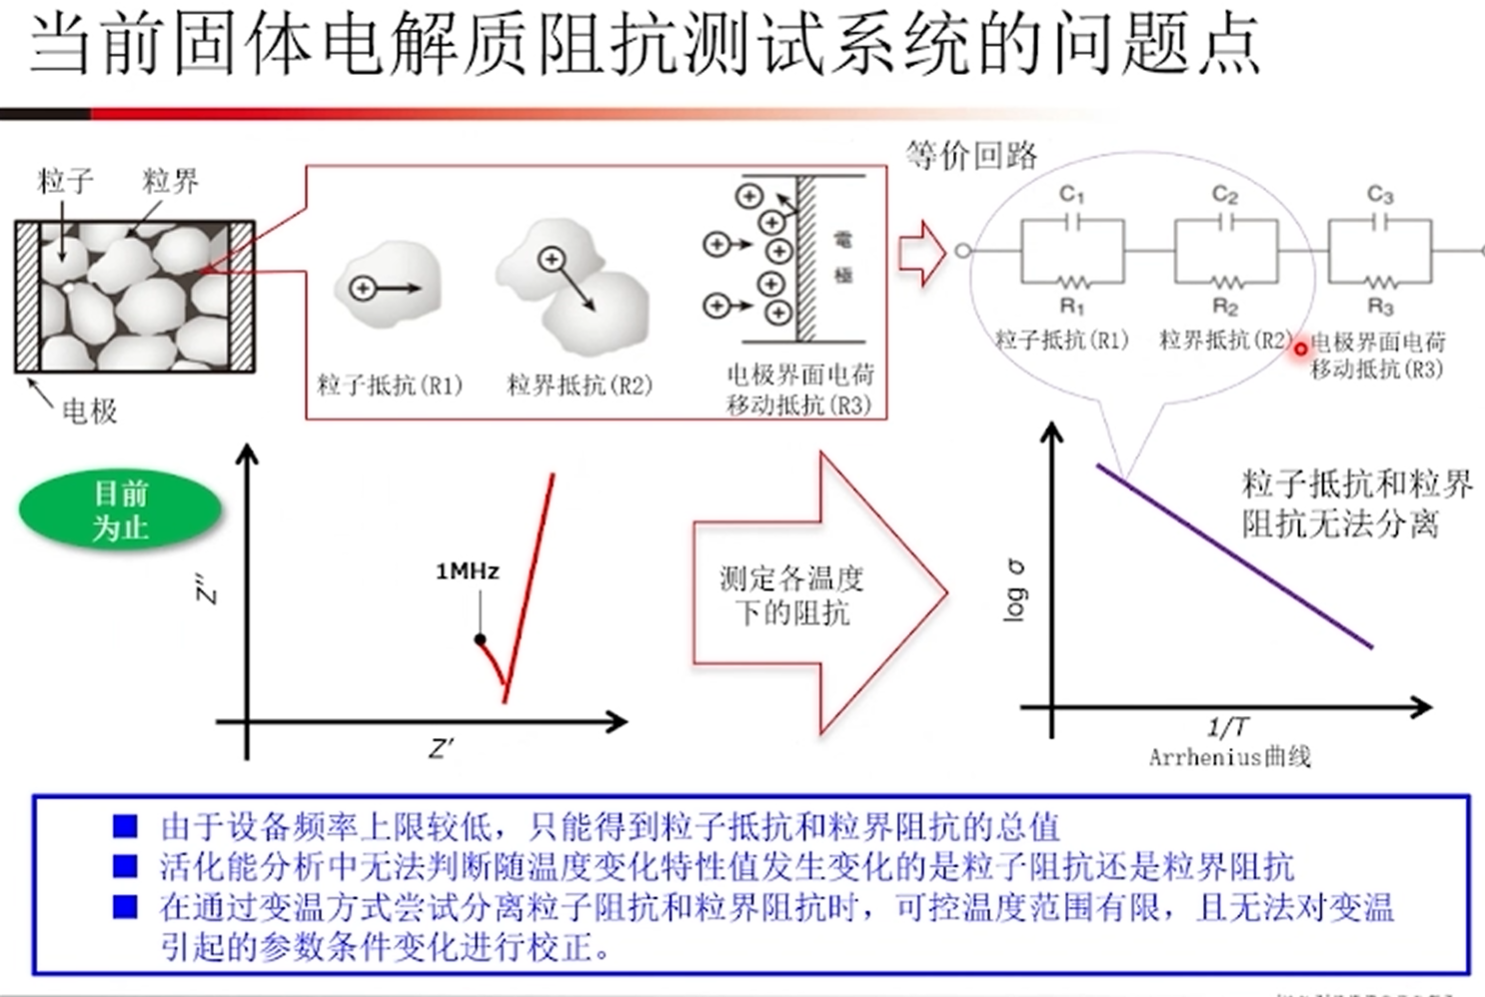 当前固体电解质阻抗测试系统的问题点
粒子
粒界
电极
粒子抵抗(R1)
粒界抵抗(R2)
電
極
电极界面电荷
移动抵抗(R3)
等价回路
C1
C2
C3
R1
R2
R3
粒子抵抗(R1)
粒界抵抗(R2)
电极界面电荷
移动抵抗(R3)
目前
为止
Z''
1MHz
Z'
测定各温度
下的阻抗
log σ
1/T
Arrhenius曲线
粒子抵抗和粒界
阻抗无法分离
由于设备频率上限较低，只能得到粒子抵抗和粒界阻抗的总值
活化能分析中无法判断随温度变化特性值发生变化的是粒子阻抗还是粒界阻抗
在通过变温方式尝试分离粒子阻抗和粒界阻抗时，可控温度范围有限，且无法对变温
引起的参数条件变化进行校正。